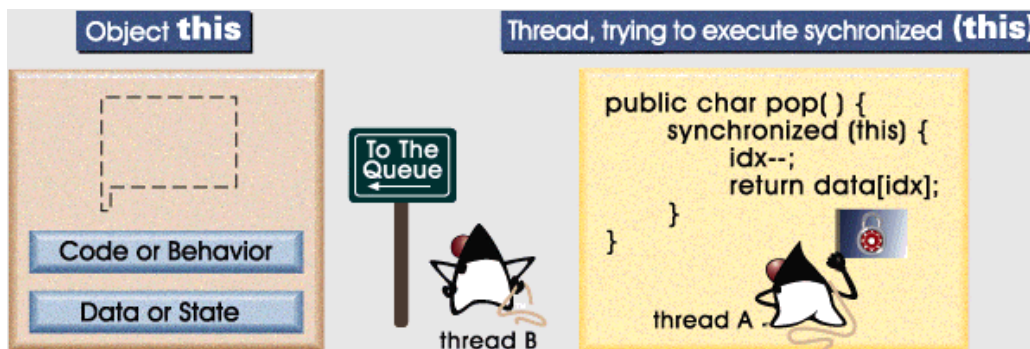 Object this
Thread, trying to execute sychronized (this)
Code or Behavior
Data or State
To The
Queue
thread B
public char pop( ) {
synchronized (this) {
idx--;
return data[idx];
}
}
thread A